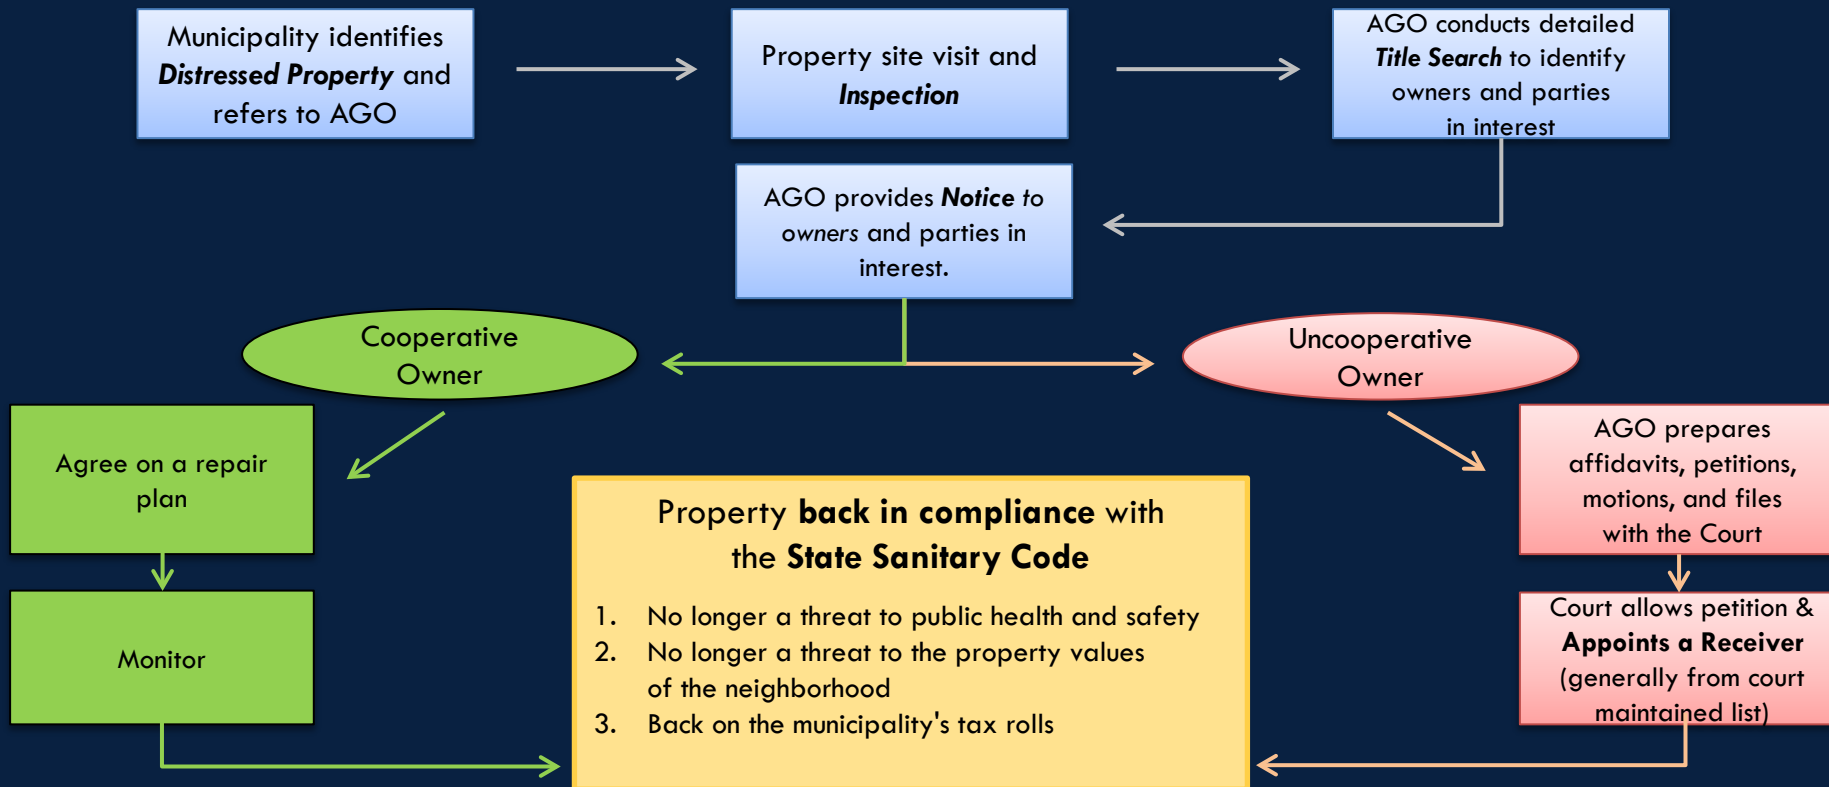 Municipality identifies
Distressed Property and
refers to AGO
Property site visit and
Inspection
AGO conducts detailed
Title Search to identify
owners and parties
in interest
AGO provides Notice to
owners and parties in
interest.
Cooperative
Owner
Uncooperative
Owner
Agree on a repair
plan
Monitor
AGO prepares
affidavits, petitions,
motions, and files
with the Court
Court allows petition &
Appoints a Receiver
(generally from court
maintained list)
Property back in compliance with
the State Sanitary Code
1. No longer a threat to public health and safety
2. No longer a threat to the property values
of the neighborhood
3. Back on the municipality's tax rolls